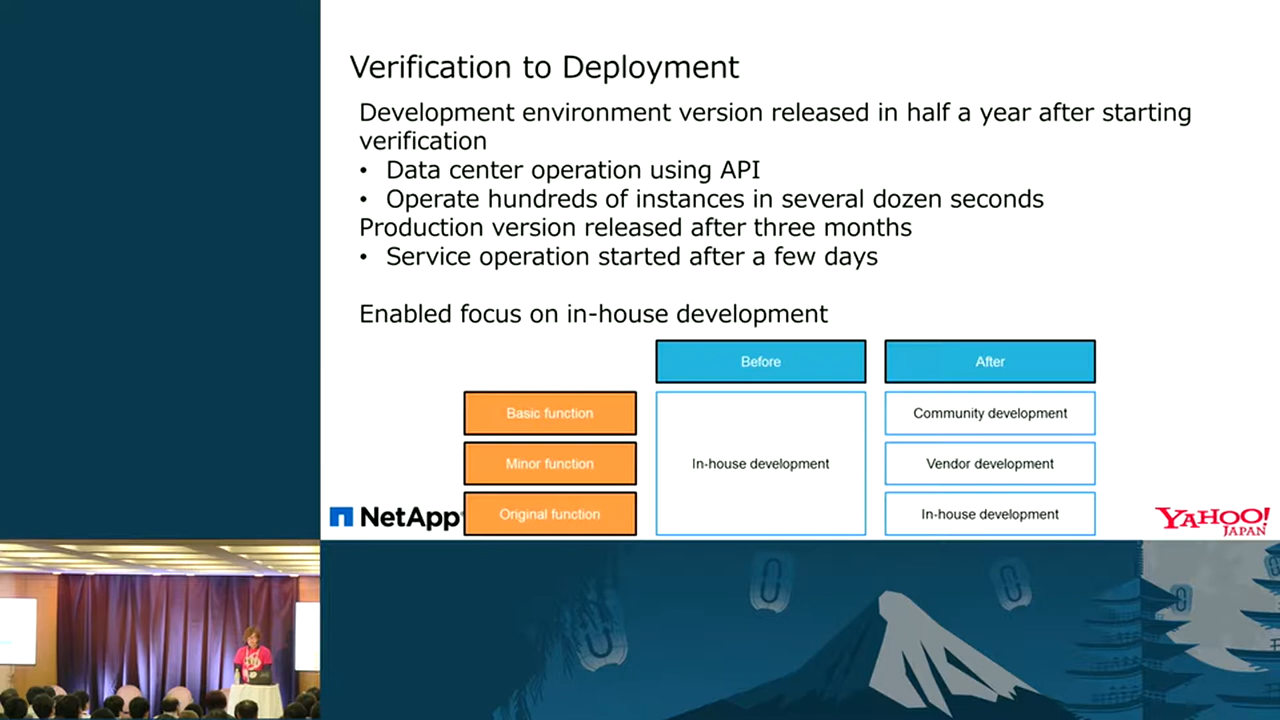 Verification to Deployment
Development environment version released in half a year after starting
verification
• Data center operation using API
• Operate hundreds of instances in several dozen seconds
Production version released after three months
• Service operation started after a few days
Enabled focus on in-house development
Before
After
Basic function
Community development
Minor function
In-house development
Vendor development
Original function
In-house development
NetApp
YAHOO!
JAPAN